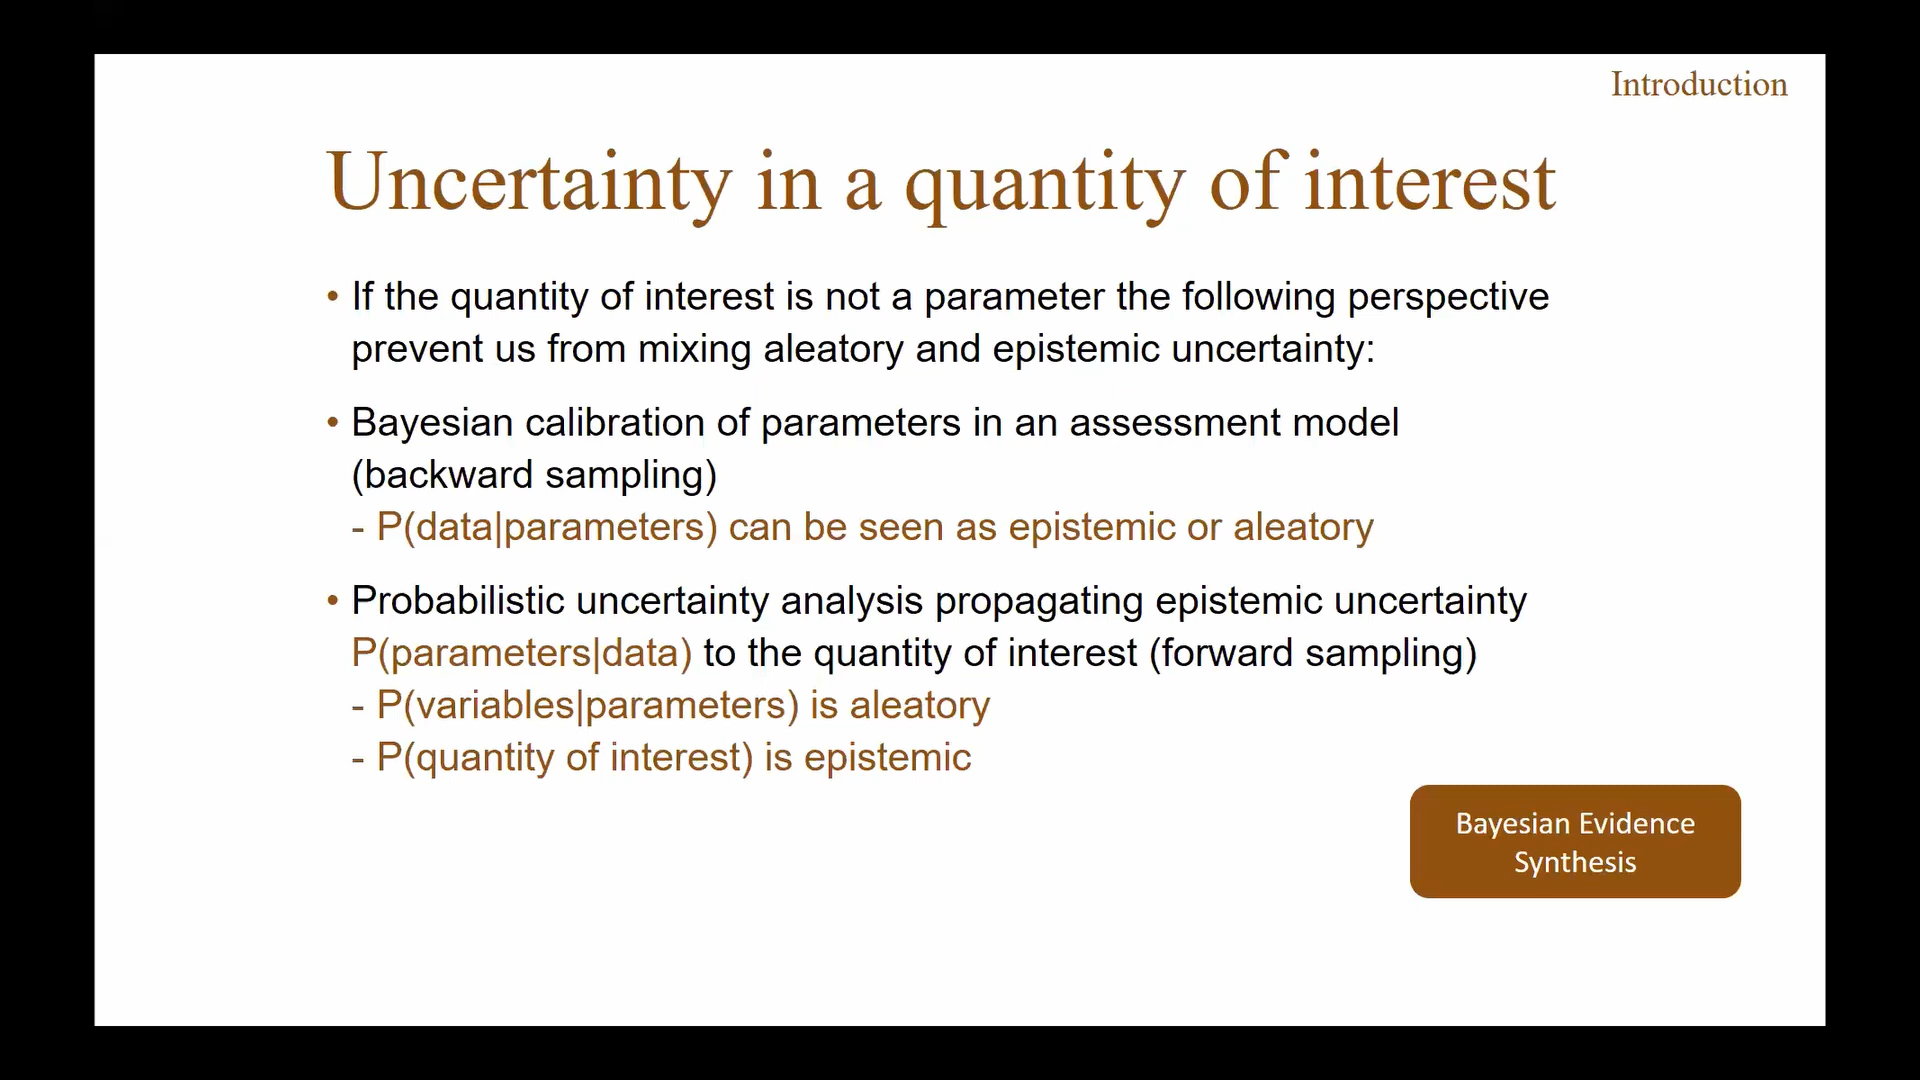 Introduction
Uncertainty in a quantity of interest
• If the quantity of interest is not a parameter the following perspective
prevent us from mixing aleatory and epistemic uncertainty:
• Bayesian calibration of parameters in an assessment model
(backward sampling)
- P(data|parameters) can be seen as epistemic or aleatory
• Probabilistic uncertainty analysis propagating epistemic uncertainty
P(parameters|data) to the quantity of interest (forward sampling)
- P(variables|parameters) is aleatory
- P(quantity of interest) is epistemic
Bayesian Evidence
Synthesis